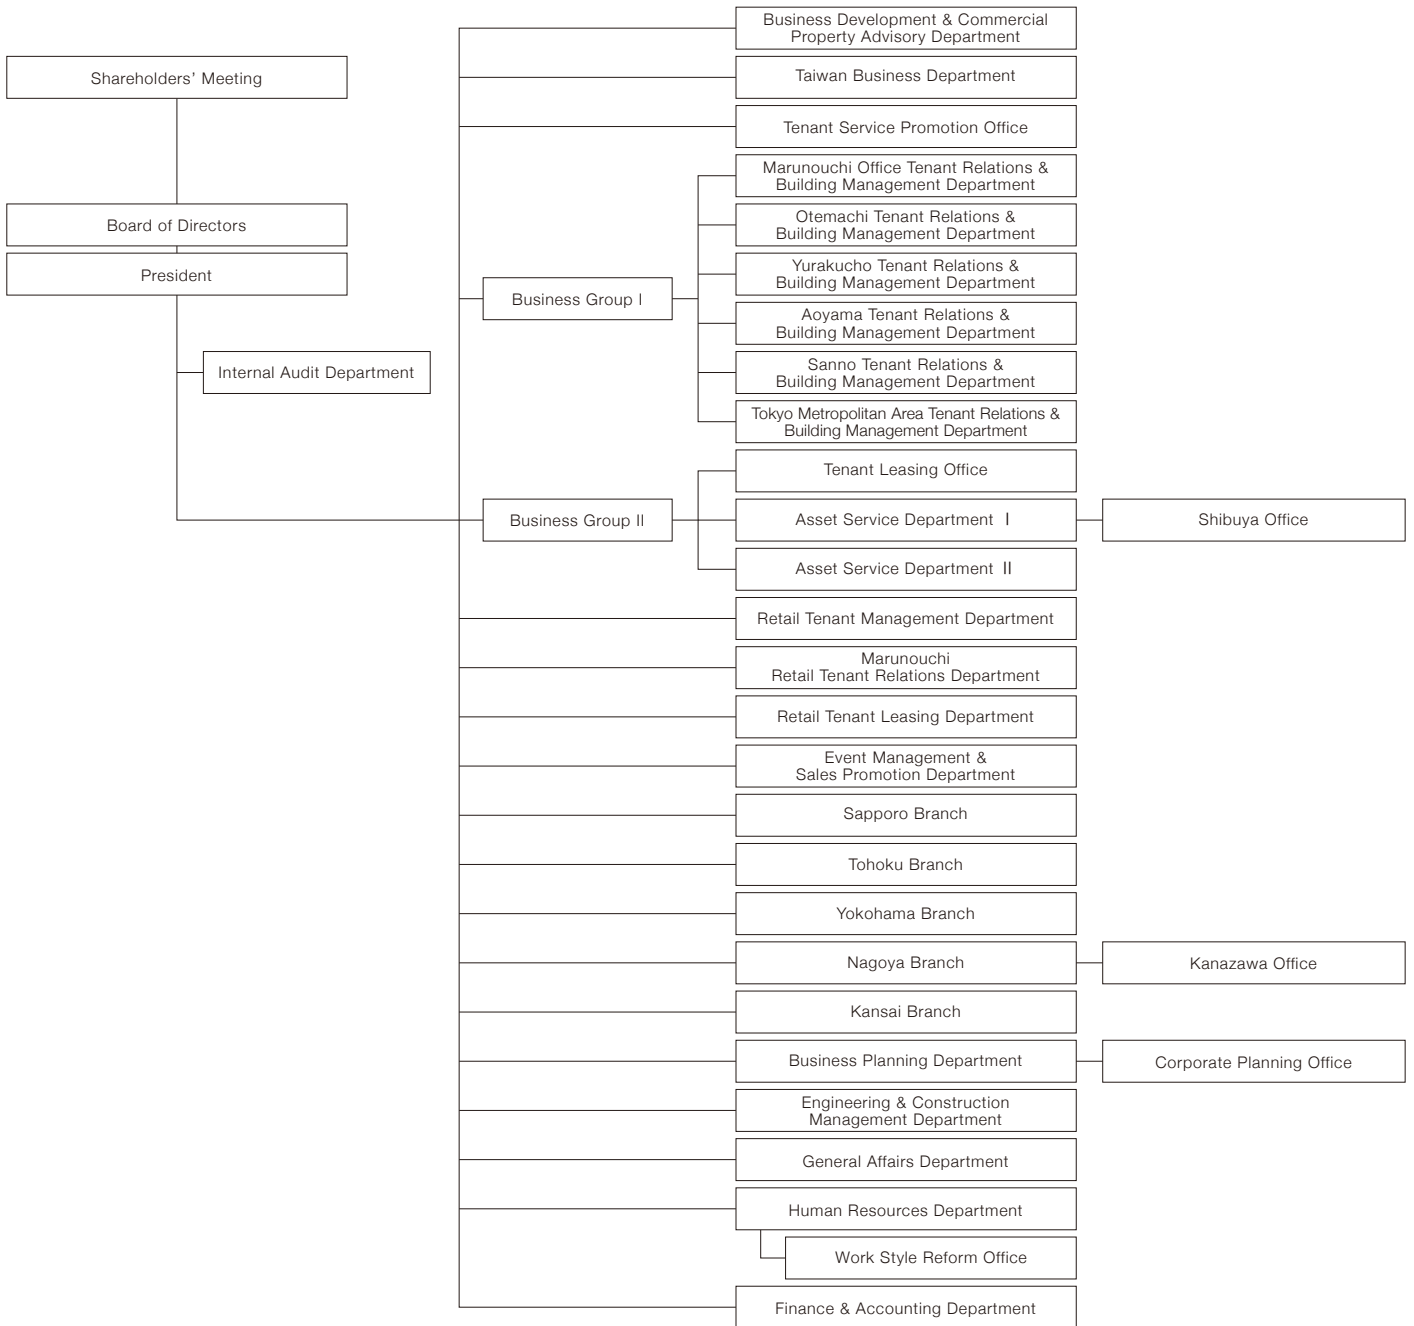 Shareholders' Meeting
Board of Directors
President
Internal Audit Department
Business Development & Commercial
Property Advisory Department
Taiwan Business Department
Tenant Service Promotion Office
Business Group I
Marunouchi Office Tenant Relations &
Building Management Department
Otemachi Tenant Relations &
Building Management Department
Yurakucho Tenant Relations &
Building Management Department
Aoyama Tenant Relations &
Building Management Department
Sanno Tenant Relations &
Building Management Department
Tokyo Metropolitan Area Tenant Relations &
Building Management Department
Business Group II
Tenant Leasing Office
Asset Service Department I
Shibuya Office
Asset Service Department II
Retail Tenant Management Department
Marunouchi
Retail Tenant Relations Department
Retail Tenant Leasing Department
Event Management &
Sales Promotion Department
Sapporo Branch
Tohoku Branch
Yokohama Branch
Nagoya Branch
Kanazawa Office
Kansai Branch
Business Planning Department
Corporate Planning Office
Engineering & Construction
Management Department
General Affairs Department
Human Resources Department
Work Style Reform Office
Finance & Accounting Department